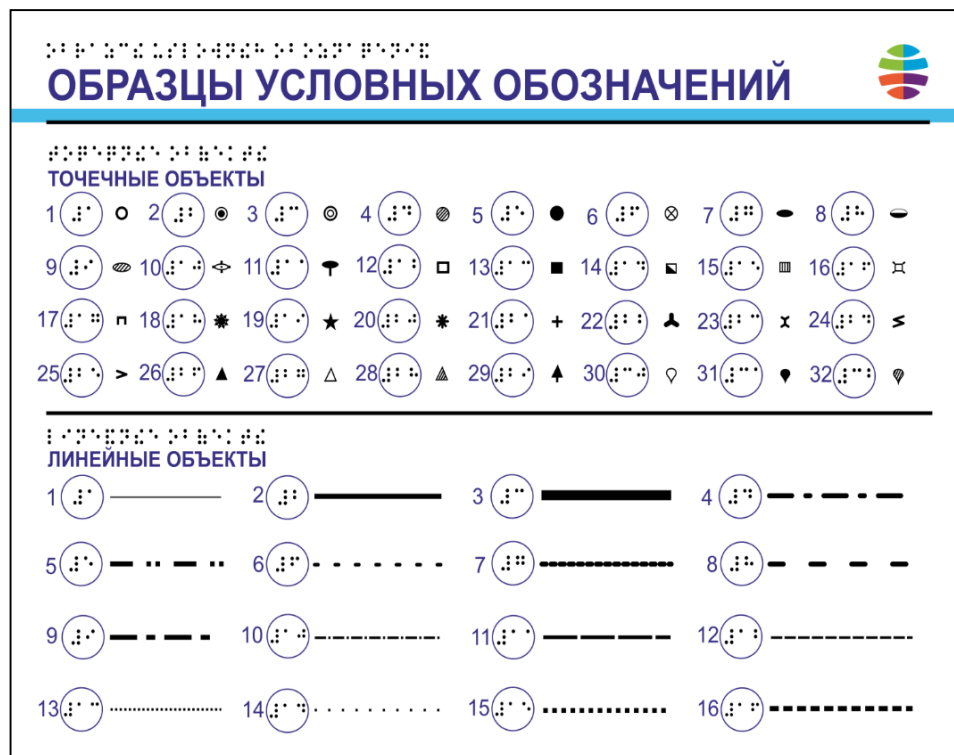 ОБРАЗЦЫ УСЛОВНЫХ ОБОЗНАЧЕНИЙ
ТОЧЕЧНЫЕ ОБЪЕКТЫ
1 2 3 4 5 6 7 8
9 10 11 12 13 14 15 16
17 18 19 20 21 22 23 24
25 26 27 28 29 30 31 32
ЛИНЕЙНЫЕ ОБЪЕКТЫ
1 2 3 4
5 6 7 8
9 10 11 12
13 14 15 16